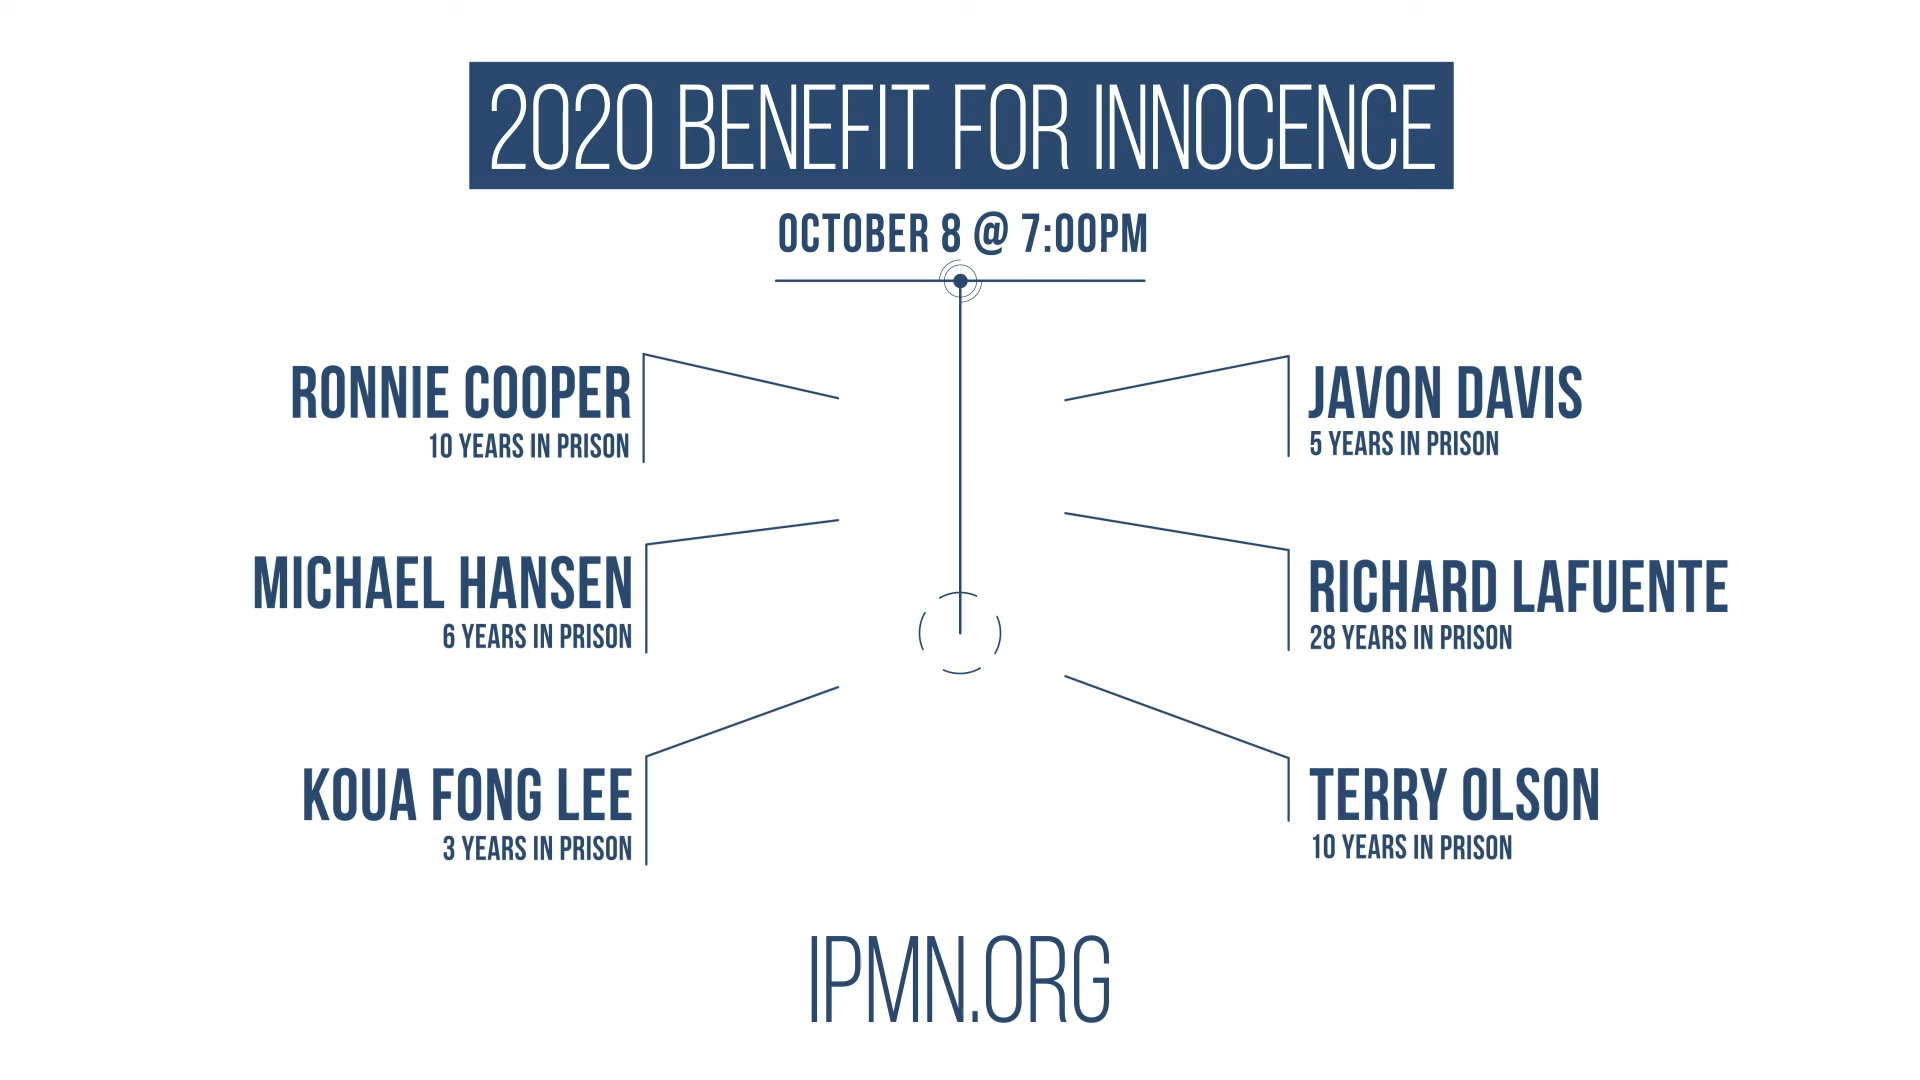 2020 BENEFIT FOR INNOCENCE
OCTOBER 8 @ 7:00PM
RONNIE COOPER
10 YEARS IN PRISON
MICHAEL HANSEN
6 YEARS IN PRISON
KOUA FONG LEE
3 YEARS IN PRISON
JAVON DAVIS
5 YEARS IN PRISON
RICHARD LAFUENTE
28 YEARS IN PRISON
TERRY OLSON
10 YEARS IN PRISON
IPMN.ORG